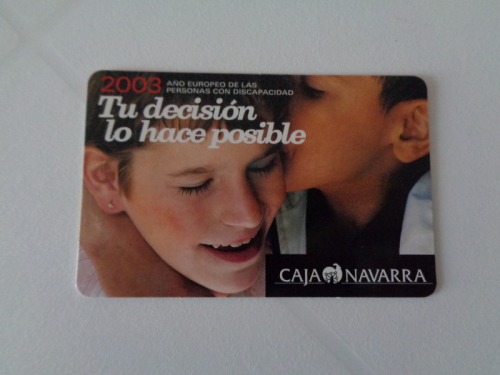 2003 AÑO EUROPEO DE LAS
PERSONAS CON DISCAPACIDAD
Tu decisión
lo hace posible
CAJA NAVARRA